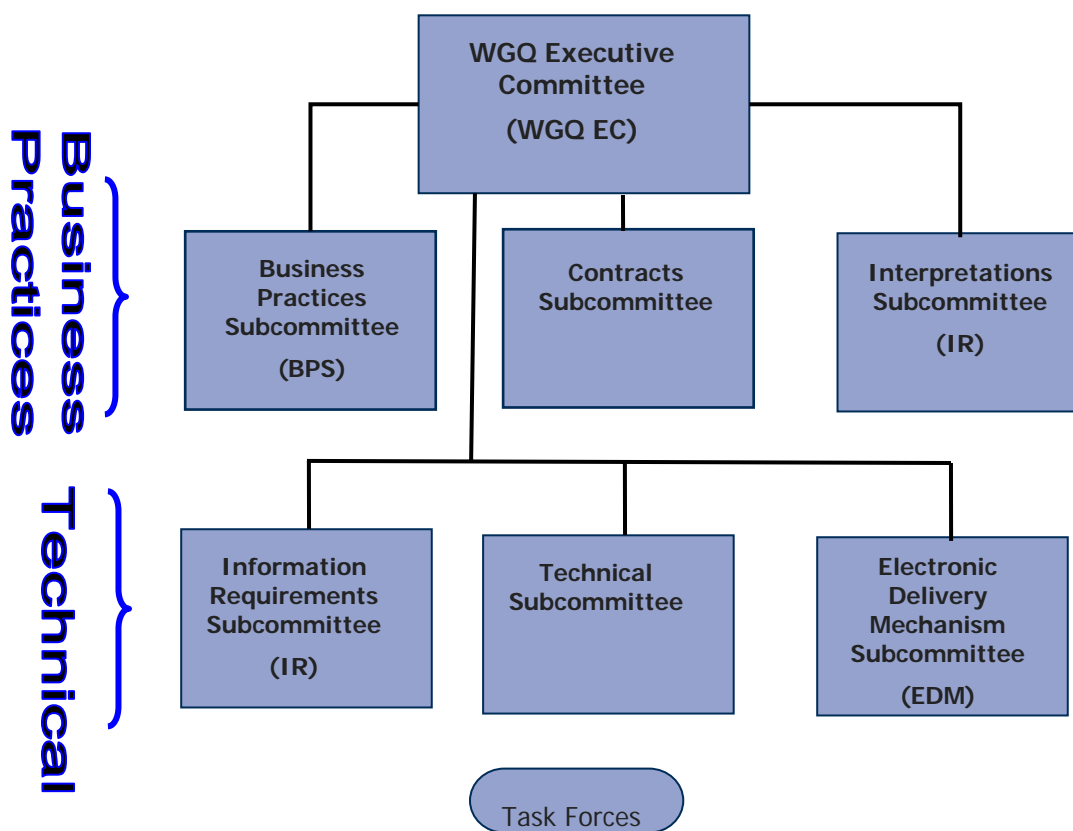 WGQ Executive
Committee
(WGQ EC)
Business
Practices
Business
Practices
Subcommittee
(BPS)
Contracts
Subcommittee
Interpretations
Subcommittee
(IR)
Technical
Information
Requirements
Subcommittee
(IR)
Technical
Subcommittee
Electronic
Delivery
Mechanism
Subcommittee
(EDM)
Task Forces